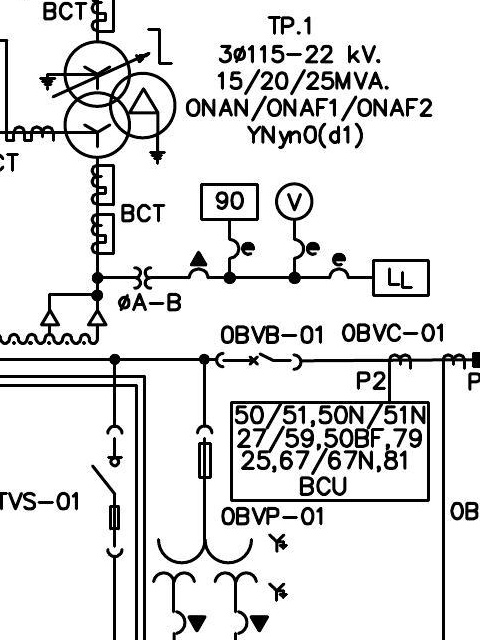 BCT
TP.1
3ø115-22 kV.
15/20/25MVA.
ONAN/ONAF1/ONAF2
YNyn0(d1)
CT
BCT
90
V
e
e
e
LL
øA-B
0BVB-01
0BVC-01
P2
P
50/51,50N/51N
27/59,50BF,79
25,67/67N,81
BCU
TVS-01
0BVP-01
0B